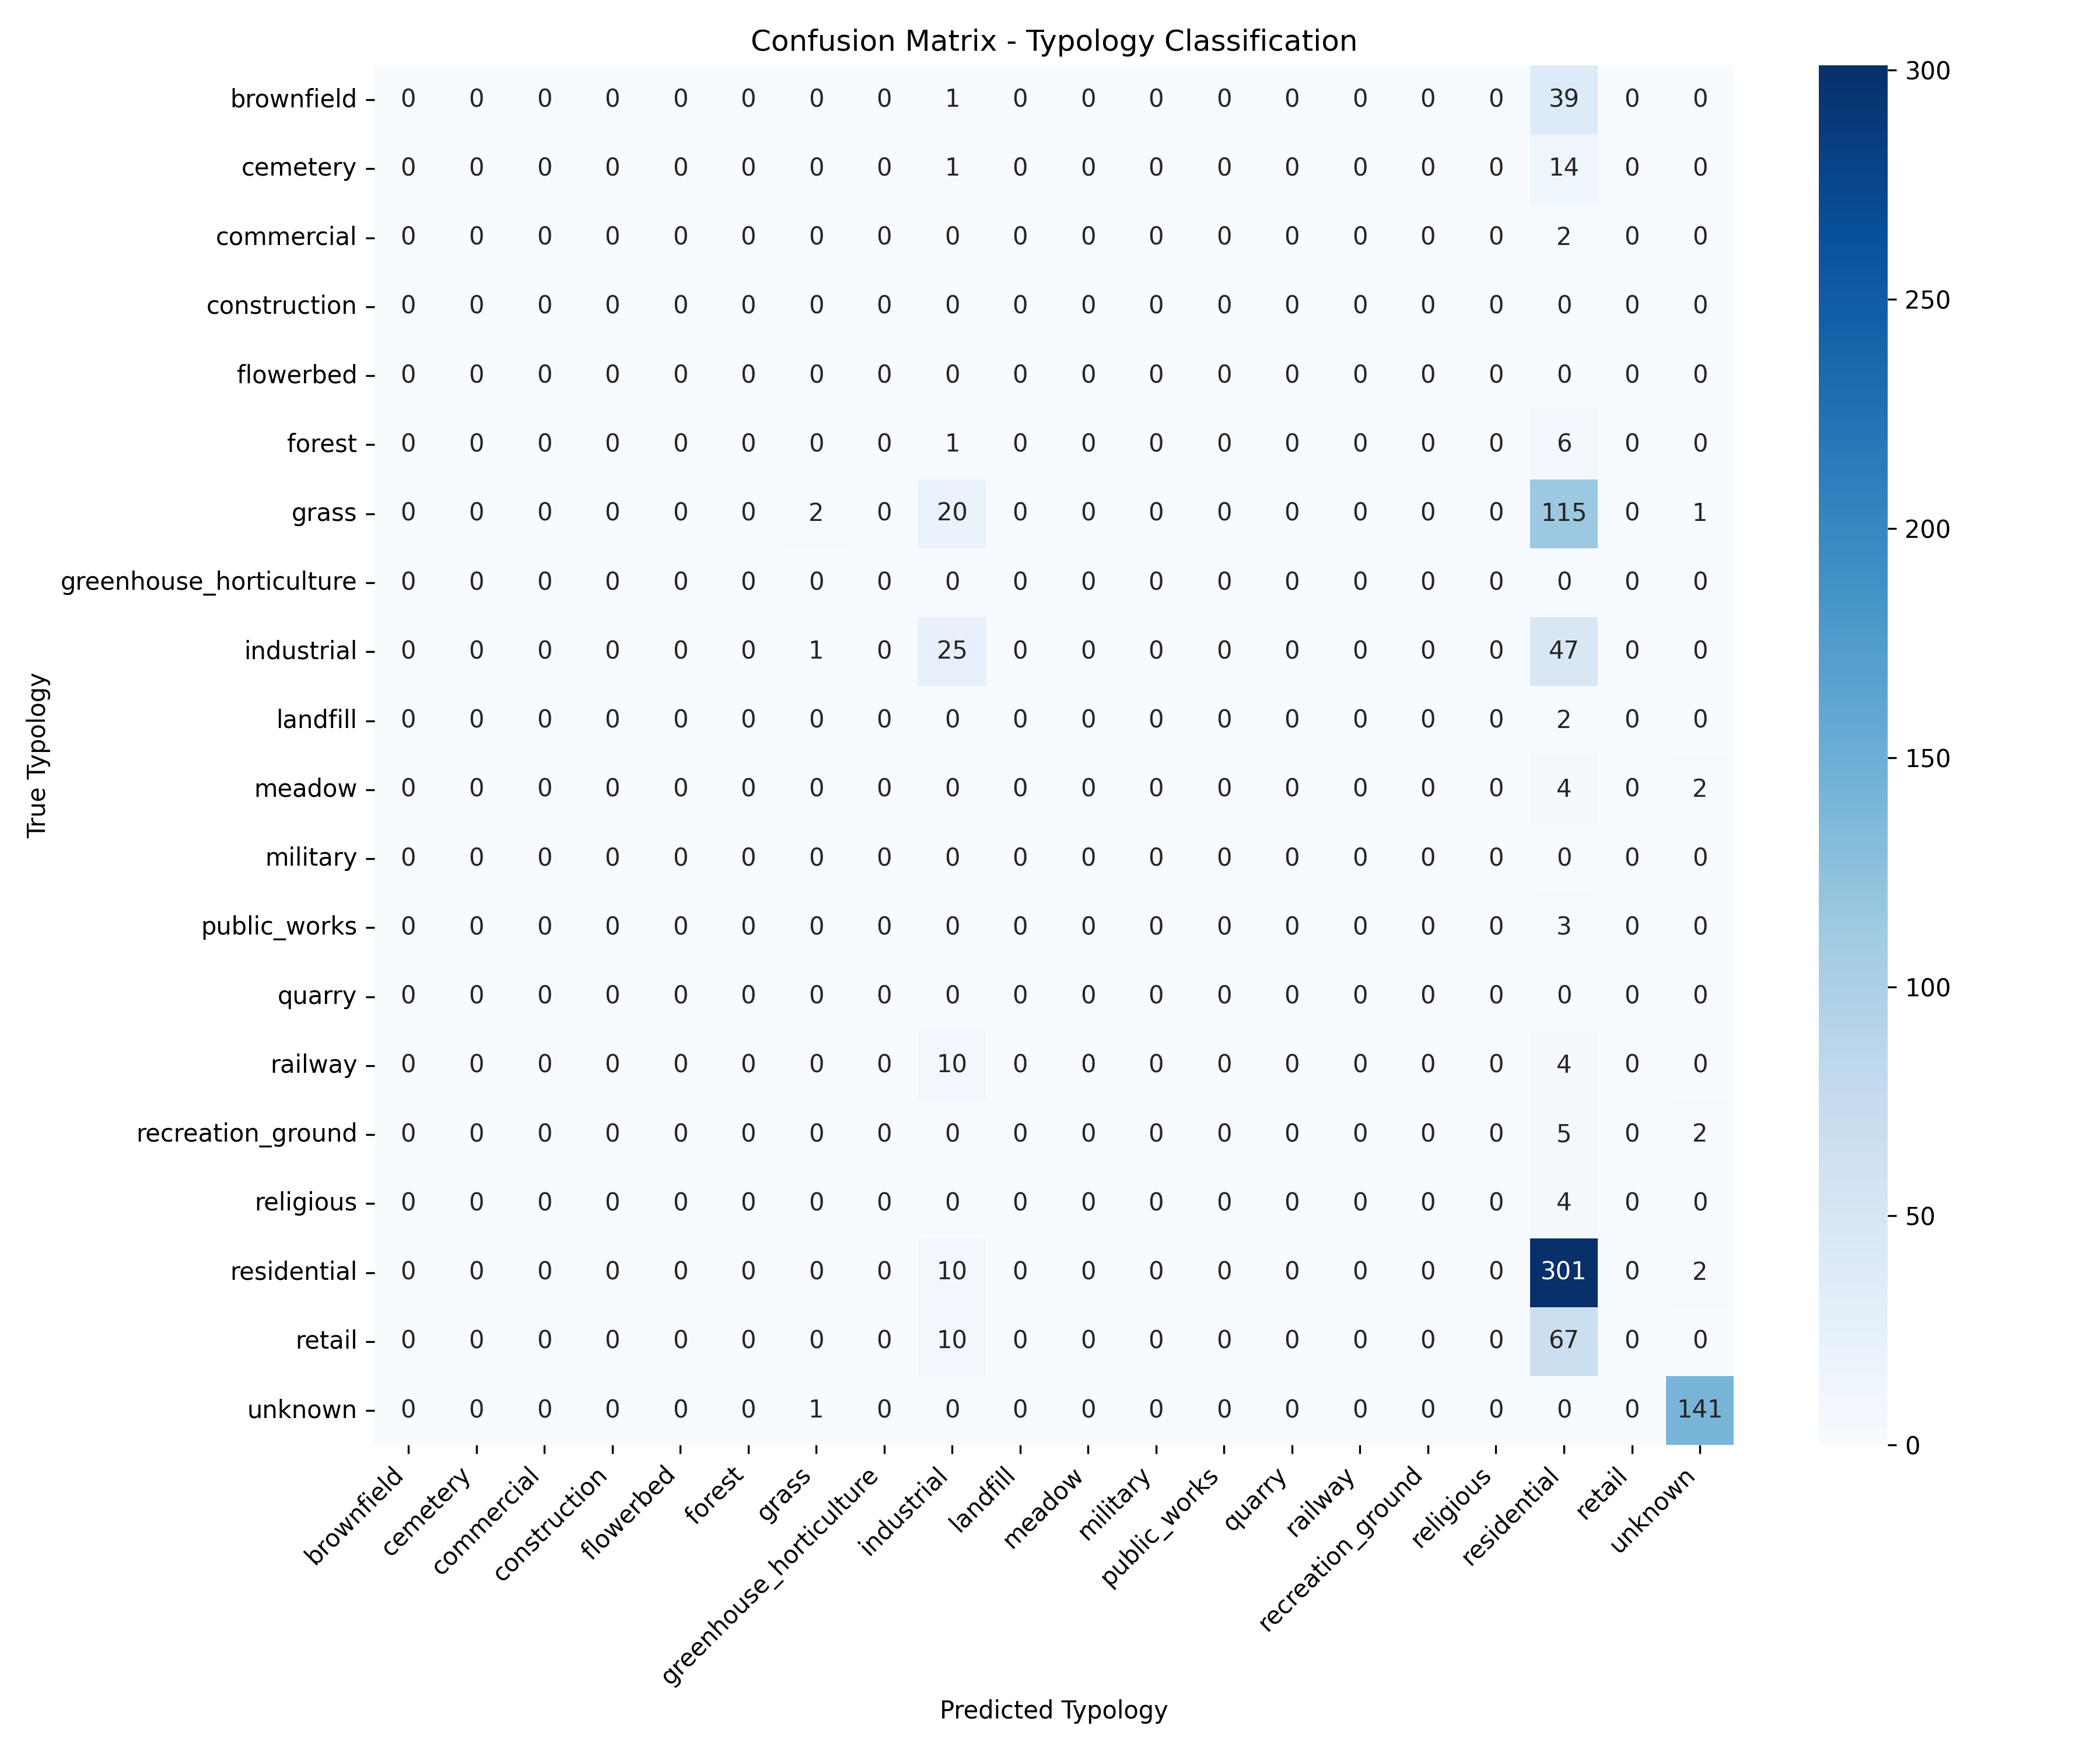 Confusion Matrix - Typology Classification
brownfield 0 0 0 0 0 0 0 0 1 0 0 0 0 0 0 0 0 39 0 0
cemetery 0 0 0 0 0 0 0 0 1 0 0 0 0 0 0 0 0 14 0 0
commercial 0 0 0 0 0 0 0 0 0 0 0 0 0 0 0 0 0 2 0 0
construction 0 0 0 0 0 0 0 0 0 0 0 0 0 0 0 0 0 0 0 0
flowerbed 0 0 0 0 0 0 0 0 0 0 0 0 0 0 0 0 0 0 0 0
forest 0 0 0 0 0 0 0 0 1 0 0 0 0 0 0 0 0 6 0 0
grass 0 0 0 0 0 0 2 0 20 0 0 0 0 0 0 0 0 115 0 1
greenhouse_horticulture 0 0 0 0 0 0 0 0 0 0 0 0 0 0 0 0 0 0 0 0
industrial 0 0 0 0 0 0 1 0 25 0 0 0 0 0 0 0 0 47 0 0
landfill 0 0 0 0 0 0 0 0 0 0 0 0 0 0 0 0 0 2 0 0
meadow 0 0 0 0 0 0 0 0 0 0 0 0 0 0 0 0 0 4 0 2
military 0 0 0 0 0 0 0 0 0 0 0 0 0 0 0 0 0 0 0 0
public_works 0 0 0 0 0 0 0 0 0 0 0 0 0 0 0 0 0 3 0 0
quarry 0 0 0 0 0 0 0 0 0 0 0 0 0 0 0 0 0 0 0 0
railway 0 0 0 0 0 0 0 0 10 0 0 0 0 0 0 0 0 4 0 0
recreation_ground 0 0 0 0 0 0 0 0 0 0 0 0 0 0 0 0 0 5 0 2
religious 0 0 0 0 0 0 0 0 0 0 0 0 0 0 0 0 0 4 0 0
residential 0 0 0 0 0 0 0 0 10 0 0 0 0 0 0 0 0 301 0 2
retail 0 0 0 0 0 0 0 0 10 0 0 0 0 0 0 0 0 67 0 0
unknown 0 0 0 0 0 0 1 0 0 0 0 0 0 0 0 0 0 0 0 141
True Typology
brownfield
cemetery
commercial
construction
flowerbed
forest
grass
greenhouse_horticulture
industrial
landfill
meadow
military
public_works
quarry
railway
recreation_ground
religious
residential
retail
unknown
Predicted Typology
300
250
200
150
100
50
0